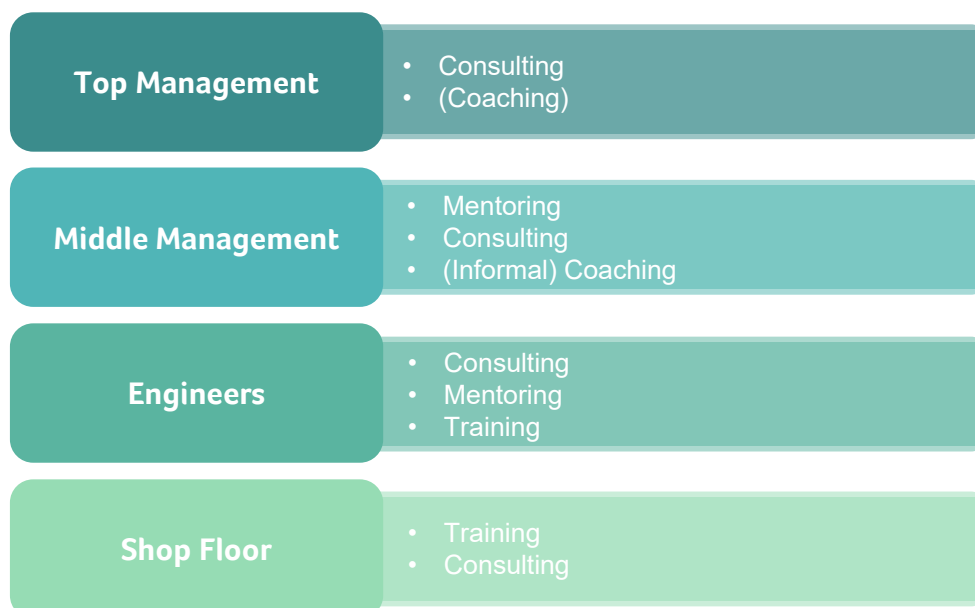 Top Management
• Consulting
• (Coaching)
Middle Management
• Mentoring
• Consulting
• (Informal) Coaching
Engineers
• Consulting
• Mentoring
• Training
Shop Floor
• Training
• Consulting